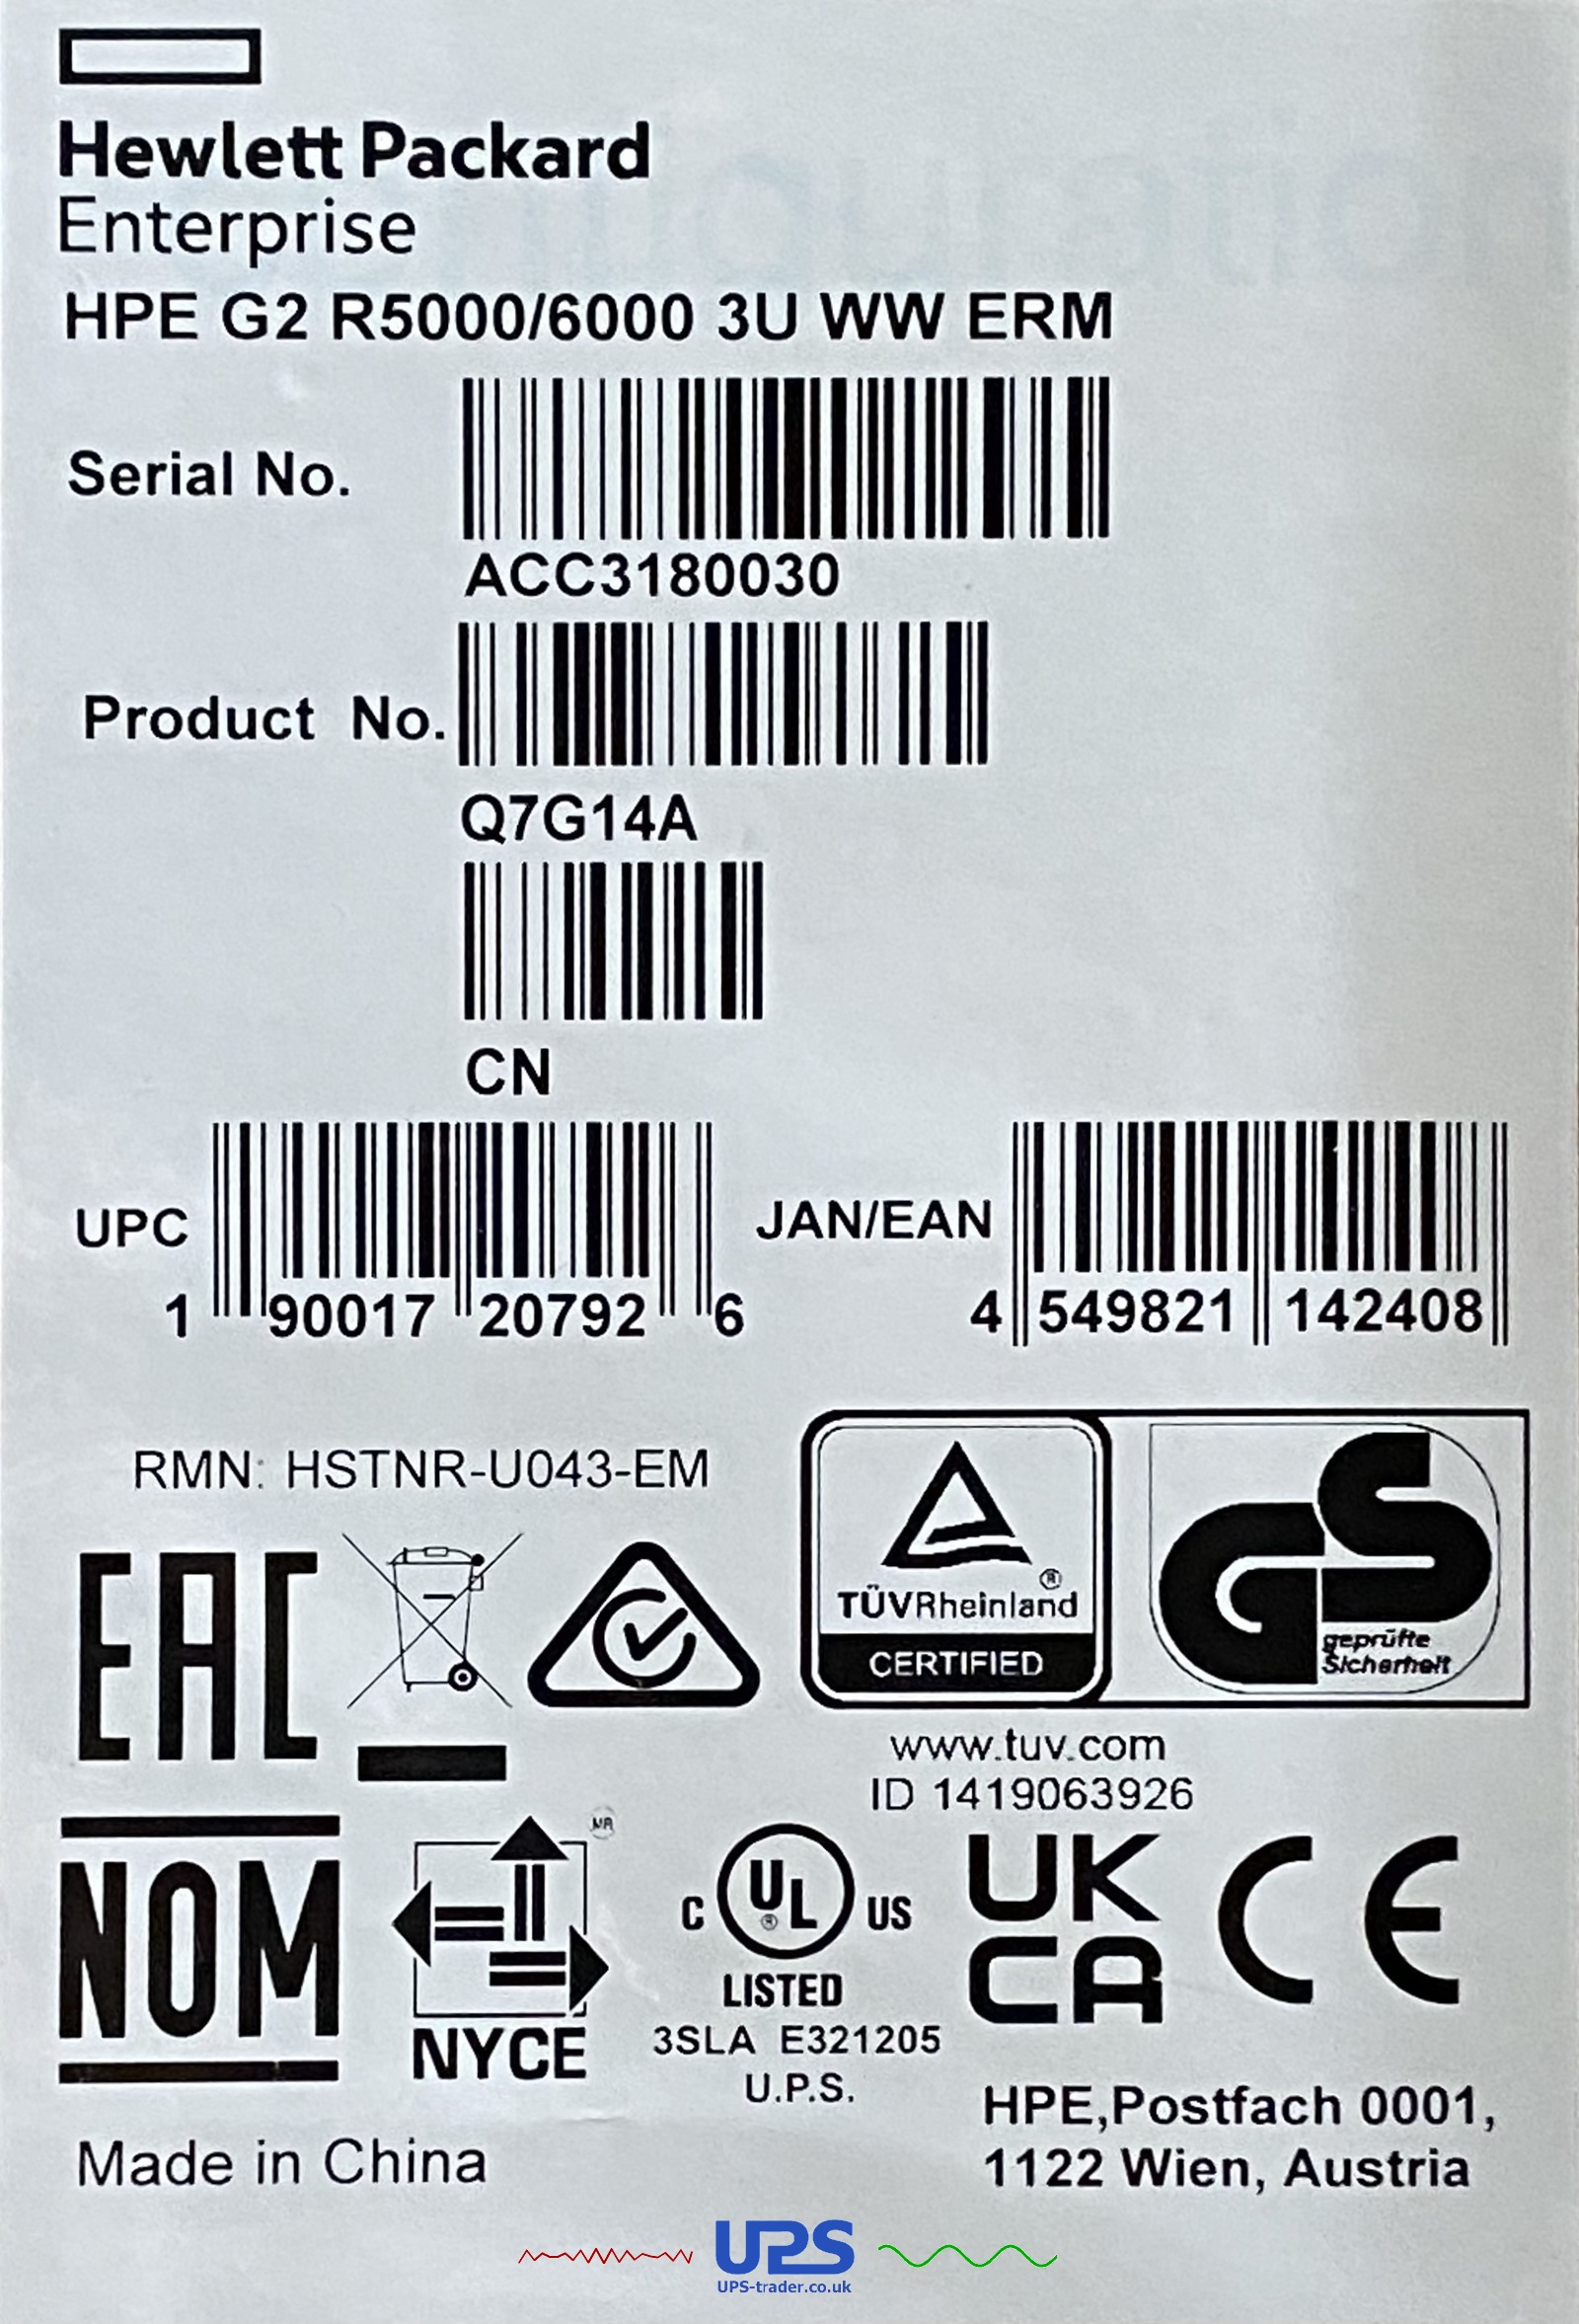 Hewlett Packard
Enterprise
HPE G2 R5000/6000 3U WW ERM
Serial No.
ACC3180030
Product No.
Q7G14A
CN
UPC
1 90017 20792 6
JAN/EAN
4 549821 142408
RMN: HSTNR-U043-EM
EAC
TÜVRheinland®
CERTIFIED
GS
geprüfte
Sicherheit
www.tuv.com
ID 1419063926
NOM
MR
NYCE
C UL® US
LISTED
3SLA E321205
U.P.S.
UK
CA
CE
HPE,Postfach 0001,
1122 Wien, Austria
Made in China
UPS
UPS-trader.co.uk